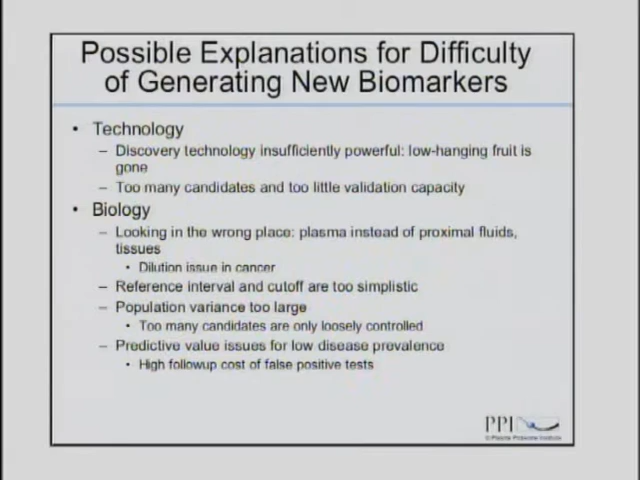 Possible Explanations for Difficulty
of Generating New Biomarkers
• Technology
– Discovery technology insufficiently powerful: low-hanging fruit is
gone
– Too many candidates and too little validation capacity
• Biology
– Looking in the wrong place: plasma instead of proximal fluids,
tissues
• Dilution issue in cancer
– Reference interval and cutoff are too simplistic
– Population variance too large
• Too many candidates are only loosely controlled
– Predictive value issues for low disease prevalence
• High followup cost of false positive tests
PPI
Plasma Proteome Institute